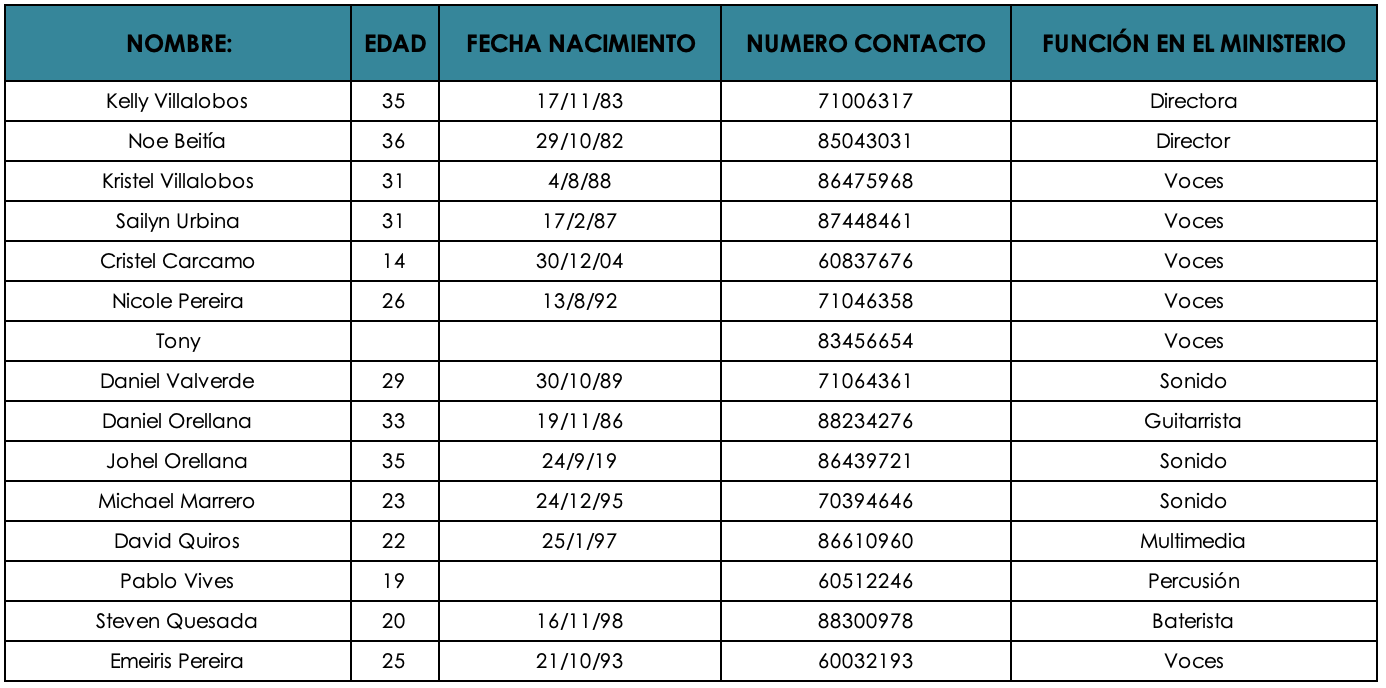 NOMBRE: EDAD FECHA NACIMIENTO NUMERO CONTACTO FUNCIÓN EN EL MINISTERIO
Kelly Villalobos 35 17/11/83 71006317 Directora
Noe Beitía 36 29/10/82 85043031 Director
Kristel Villalobos 31 4/8/88 86475968 Voces
Sailyn Urbina 31 17/2/87 87448461 Voces
Cristel Carcamo 14 30/12/04 60837676 Voces
Nicole Pereira 26 13/8/92 71046358 Voces
Tony 83456654 Voces
Daniel Valverde 29 30/10/89 71064361 Sonido
Daniel Orellana 33 19/11/86 88234276 Guitarrista
Johel Orellana 35 24/9/19 86439721 Sonido
Michael Marrero 23 24/12/95 70394646 Sonido
David Quiros 22 25/1/97 86610960 Multimedia
Pablo Vives 19 60512246 Percusión
Steven Quesada 20 16/11/98 88300978 Baterista
Emeiris Pereira 25 21/10/93 60032193 Voces